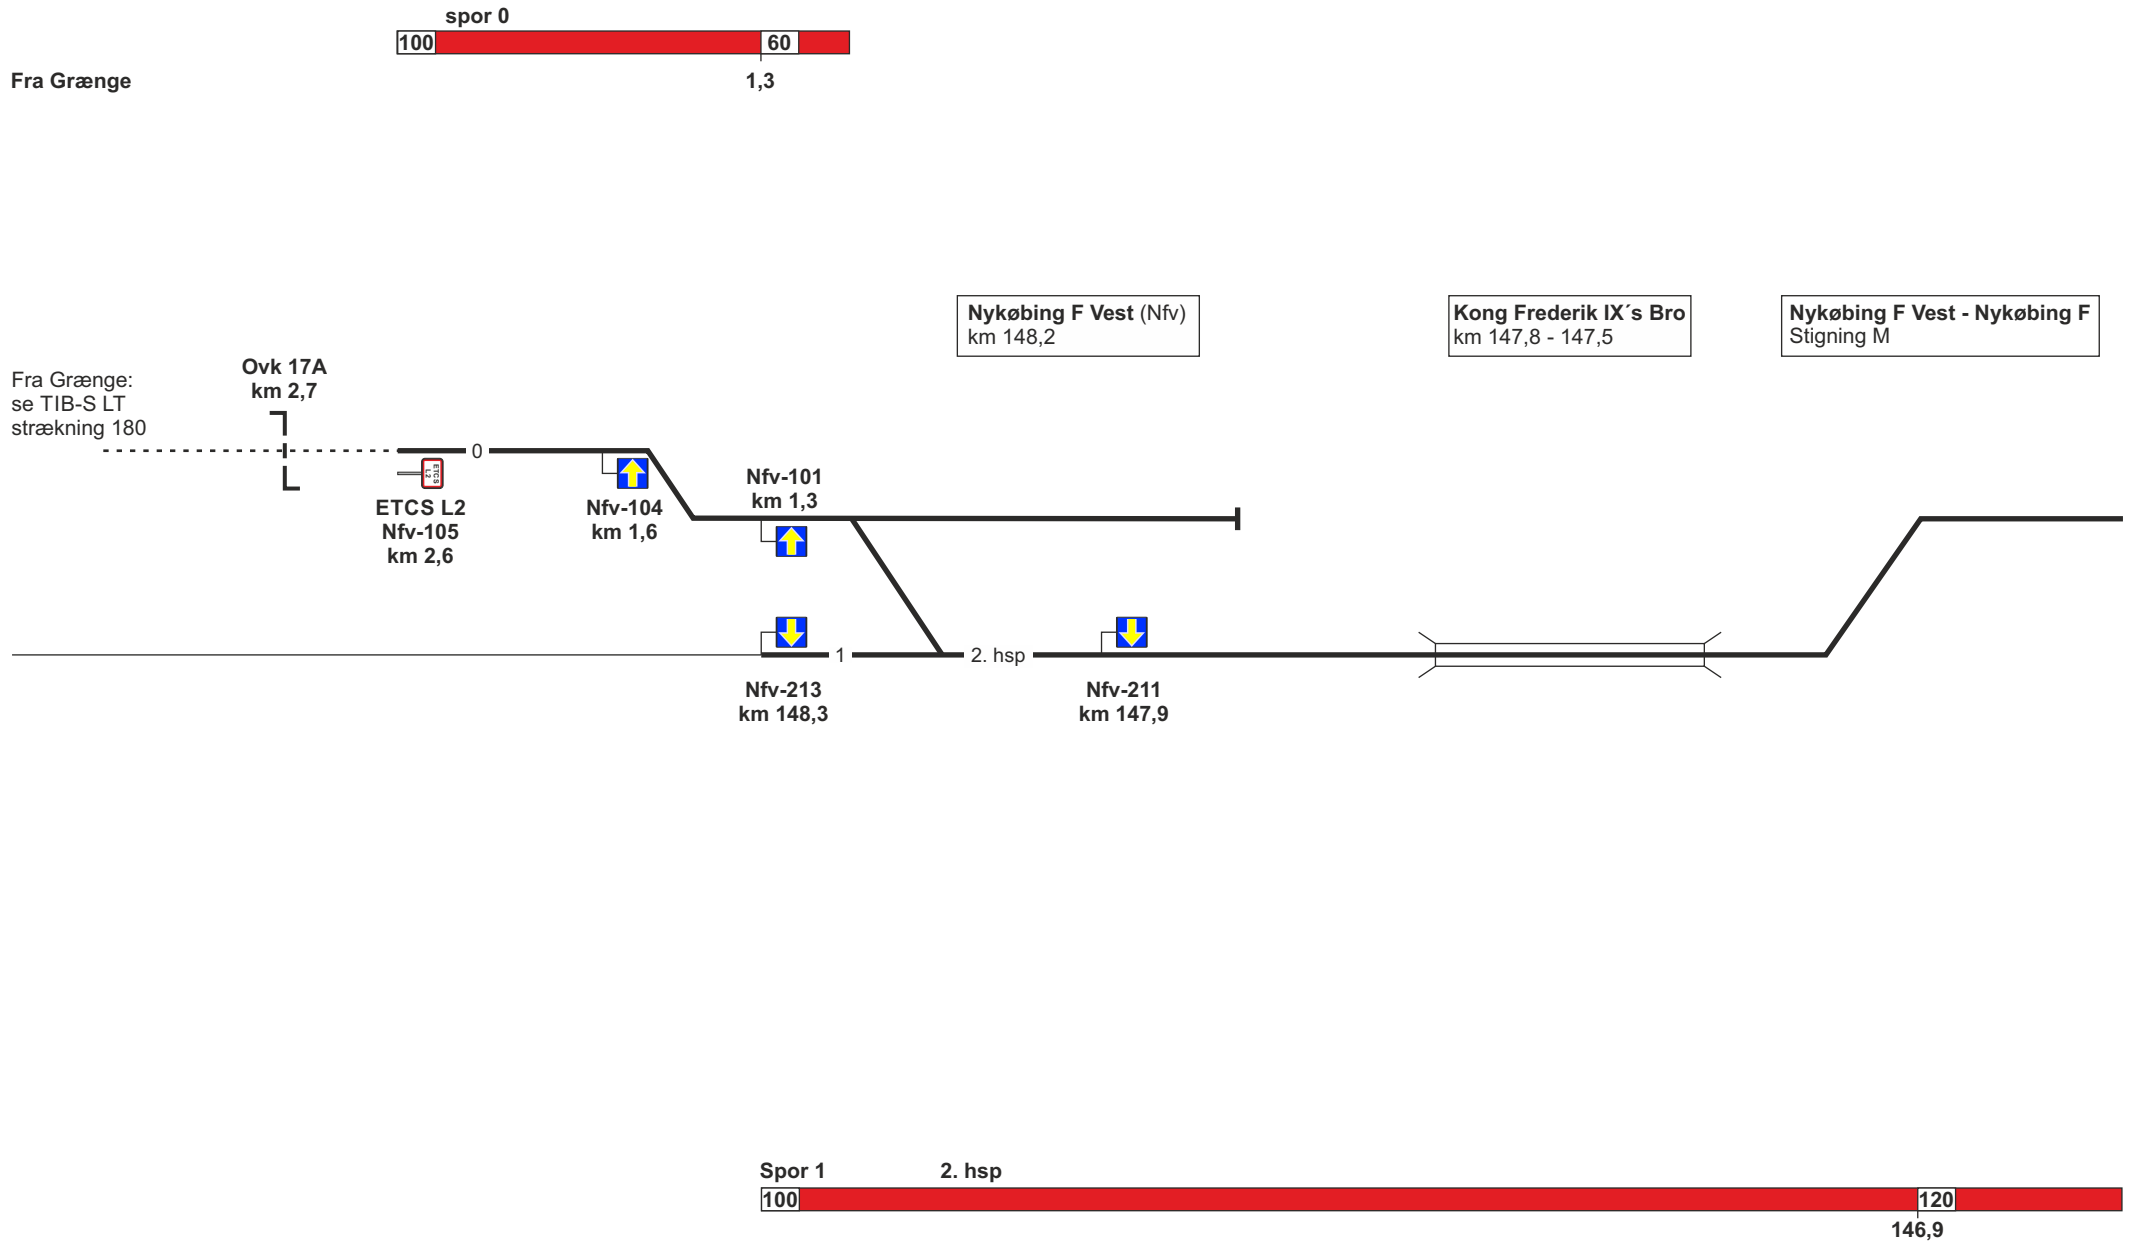 spor 0
100
60
Fra Grænge
1,3
Nykøbing F Vest (Nfv)
km 148,2
Kong Frederik IX´s Bro
km 147,8 - 147,5
Nykøbing F Vest - Nykøbing F
Stigning M
Ovk 17A
km 2,7
Fra Grænge:
se TIB-S LT
strækning 180
0
ETCS
L2
ETCS L2
Nfv-105
km 2,6
Nfv-104
km 1,6
Nfv-101
km 1,3
1
2. hsp
Nfv-213
km 148,3
Nfv-211
km 147,9
Spor 1
2. hsp
100
120
146,9